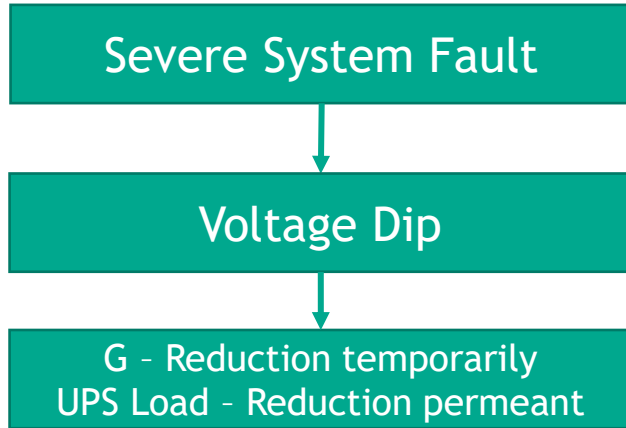 Severe System Fault
Voltage Dip
G – Reduction temporarily
UPS Load – Reduction permeant